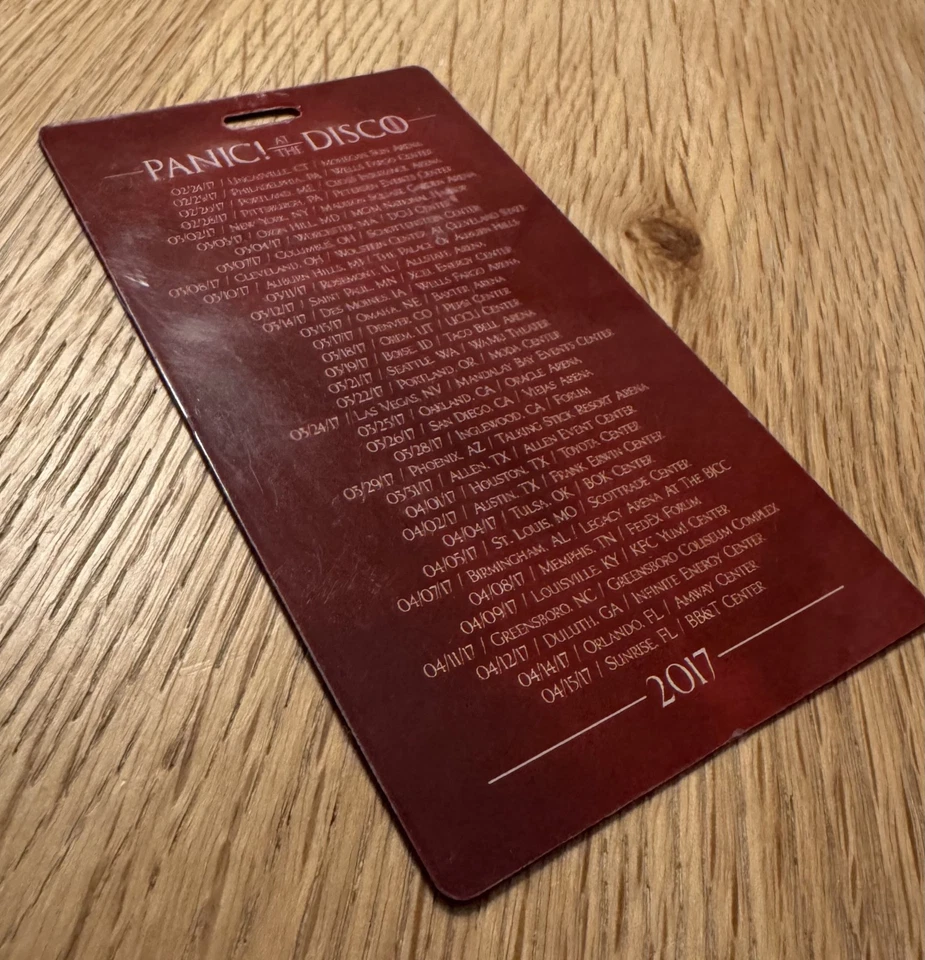 PANIC! AT THE DISCO
02/24/17 / UNCASVILLE, CT / MOHEGAN SUN ARENA
02/25/17 / PHILADELPHIA, PA / WELLS FARGO CENTER
02/26/17 / PORTLAND, ME / CROSS INSURANCE ARENA
02/28/17 / PITTSBURGH, PA / PETERSEN EVENTS CENTER
03/02/17 / NEW YORK, NY / MADISON SQUARE GARDEN ARENA
03/03/17 / OXON HILL, MD / MGM NATIONAL
03/04/17 / WORCESTER, MA / DCU CENTER
03/07/17 / COLUMBUS, OH / SCHOTTENSTEIN CENTER
03/08/17 / CLEVELAND, OH / WOLSTEIN CENTER AT CLEVELAND STATE
03/10/17 / AUBURN HILLS, MI / THE PALACE OF AUBURN HILLS
03/11/17 / ROSEMONT, IL / ALLSTATE ARENA
03/12/17 / SAINT PAUL, MN / XCEL ENERGY CENTER
03/14/17 / DES MOINES, IA / WELLS FARGO ARENA
03/15/17 / OMAHA, NE / BAXTER ARENA
03/17/17 / DENVER, CO / PEPSI CENTER
03/18/17 / OREM, UT / UCCU CENTER
03/19/17 / BOISE, ID / TACO BELL ARENA
03/21/17 / SEATTLE, WA / WAMU THEATER
03/22/17 / PORTLAND, OR / MODA CENTER
03/24/17 / LAS VEGAS, NV / MANDALAY BAY EVENTS CENTER
03/25/17 / OAKLAND, CA / ORACLE ARENA
03/26/17 / SAN DIEGO, CA / VIEJAS ARENA
03/28/17 / INGLEWOOD, CA / FORUM
03/29/17 / PHOENIX, AZ / TALKING STICK RESORT ARENA
03/31/17 / ALLEN, TX / ALLEN EVENT CENTER
04/01/17 / HOUSTON, TX / TOYOTA CENTER
04/02/17 / AUSTIN, TX / FRANK ERWIN CENTER
04/04/17 / TULSA, OK / BOK CENTER
04/05/17 / ST. LOUIS, MO / SCOTTRADE CENTER
04/07/17 / BIRMINGHAM, AL / LEGACY ARENA AT THE BJCC
04/08/17 / MEMPHIS, TN / FEDEX FORUM
04/09/17 / LOUISVILLE KY / KFC YUM! CENTER
04/11/17 / GREENSBORO, NC / GREENSBORO COLISEUM COMPLEX
04/12/17 / DULUTH, GA / INFINITE ENERGY CENTER
04/14/17 / ORLANDO, FL / AMWAY CENTER
04/15/17 / SUNRISE, FL / BB&T CENTER
2017